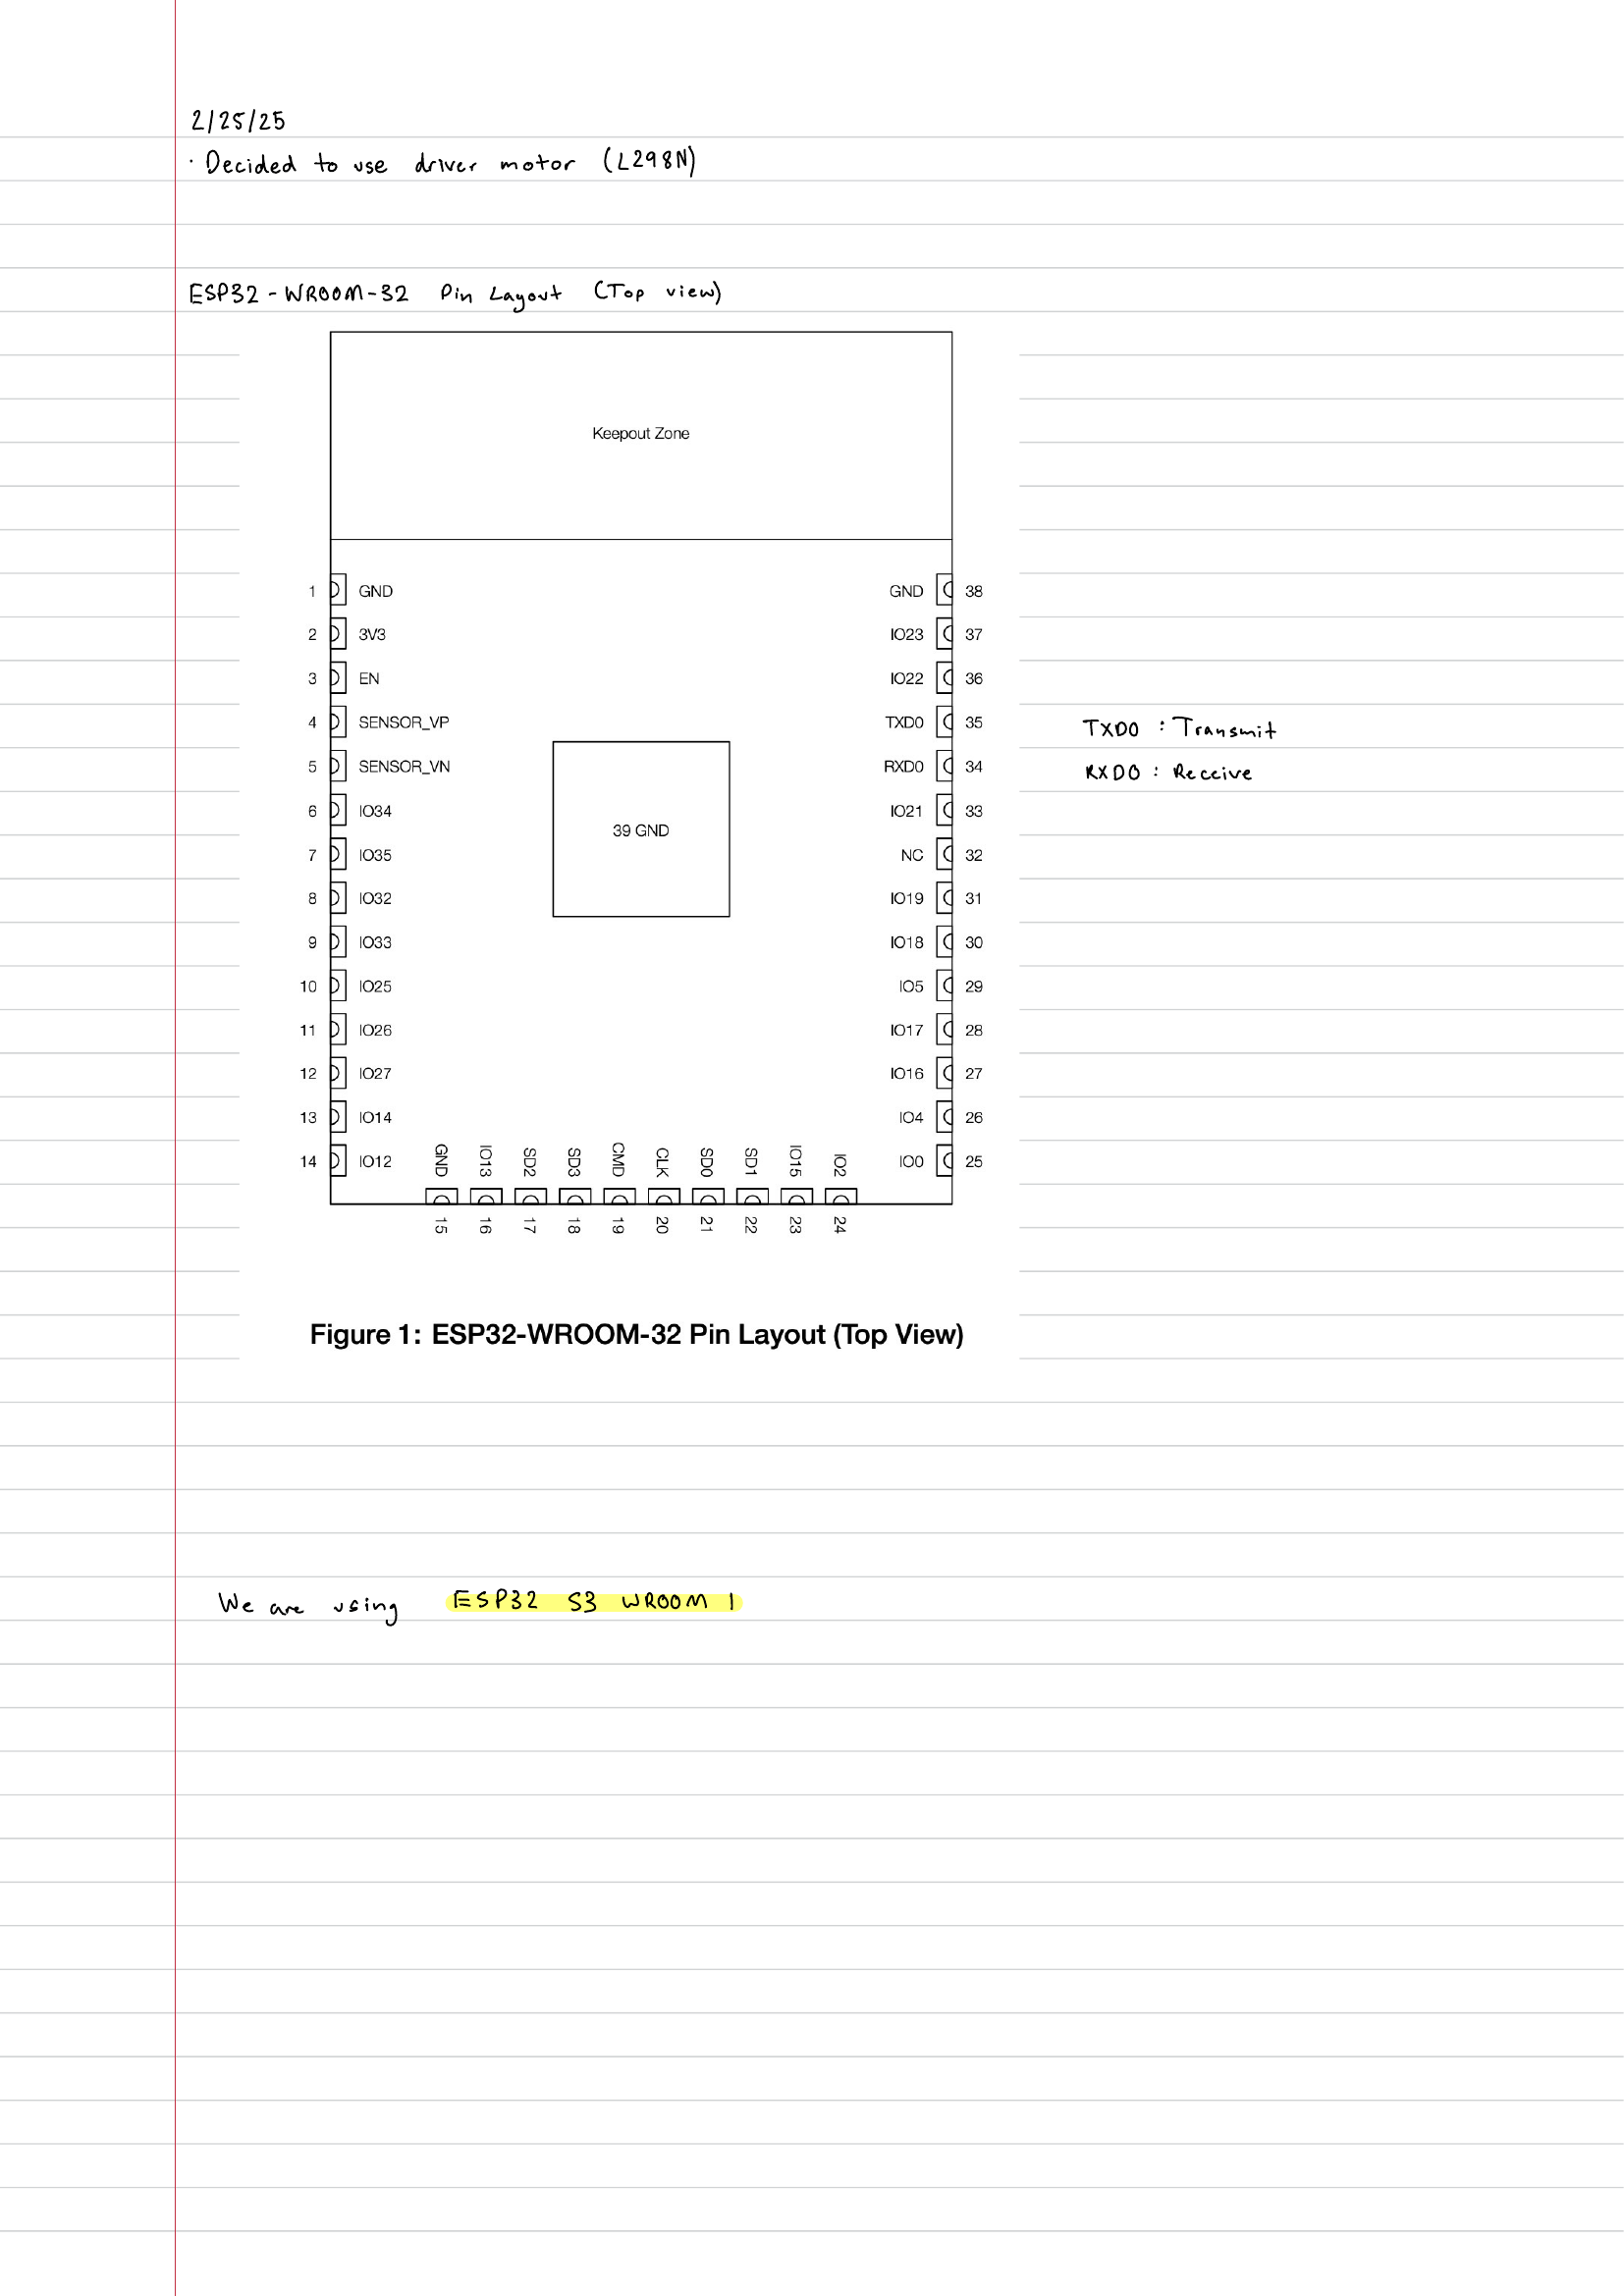 2/25/25
· Decided to use driver motor (L298N)
ESP32-WROOM-32 Pin Layout (Top view)
Keepout Zone
1 GND GND 38
2 3V3 IO23 37
3 EN IO22 36
4 SENSOR_VP TXD0 35 TXD0 : Transmit
5 SENSOR_VN RXD0 34 RXD0 : Receive
6 IO34 IO21 33
39 GND
7 IO35 NC 32
8 IO32 IO19 31
9 IO33 IO18 30
10 IO25 IO5 29
11 IO26 IO17 28
12 IO27 IO16 27
13 IO14 IO4 26
14 IO12 IO0 25
GND IO13 SD2 SD3 CMD CLK SD0 SD1 IO15 IO2
15 16 17 18 19 20 21 22 23 24
Figure 1: ESP32-WROOM-32 Pin Layout (Top View)
We are using ESP32 S3 WROOM 1